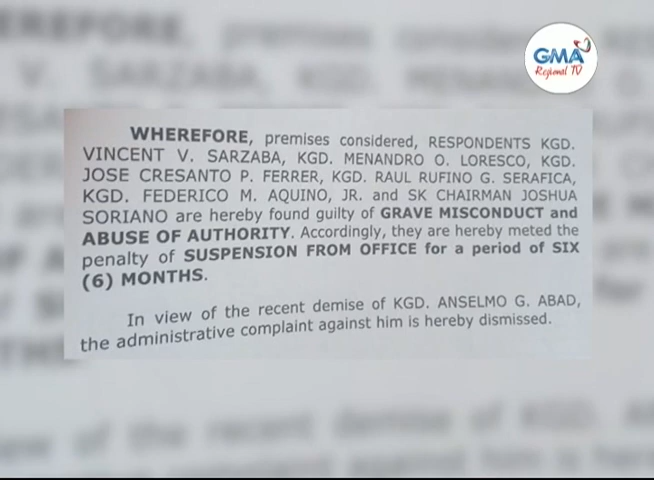 GMA
Regional TV
WHEREFORE, premises considered, RESPONDENTS KGD.
VINCENT V. SARZABA, KGD. MENANDRO O. LORESCO, KGD.
JOSE CRESANTO P. FERRER, KGD. RAUL RUFINO G. SERAFICA,
KGD. FEDERICO M. AQUINO, JR. and SK CHAIRMAN JOSHUA
SORIANO are hereby found guilty of GRAVE MISCONDUCT and
ABUSE OF AUTHORITY. Accordingly, they are hereby meted the
penalty of SUSPENSION FROM OFFICE for a period of SIX
(6) MONTHS.
In view of the recent demise of KGD. ANSELMO G. ABAD,
the administrative complaint against him is hereby dismissed.